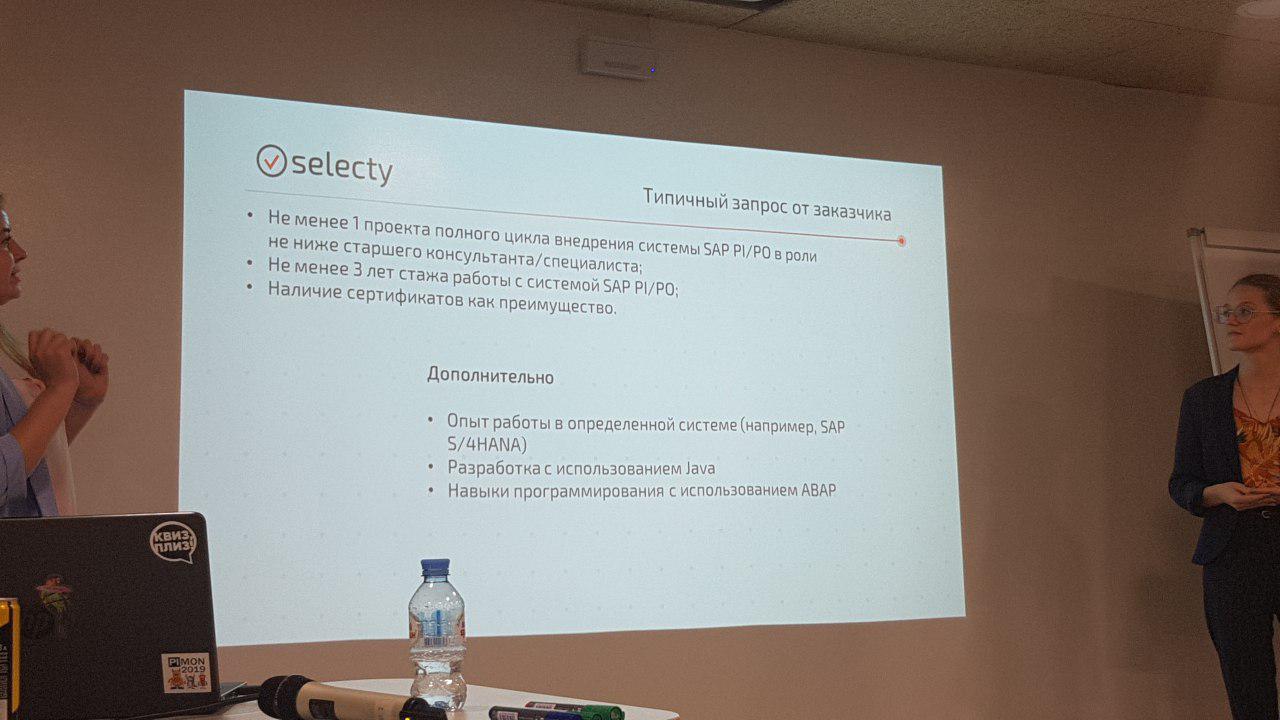 selecty
Типичный запрос от заказчика
• Не менее 1 проекта полного цикла внедрения системы SAP PI/PO в роли
не ниже старшего консультанта/специалиста;
• Не менее 3 лет стажа работы с системой SAP PI/PO;
• Наличие сертификатов как преимущество.
Дополнительно
• Опыт работы в определенной системе (например, SAP
S/4HANA)
• Разработка с использованием Java
• Навыки программирования с использованием ABAP
КВИЗ,
ПЛИЗ!
PIMON
2019